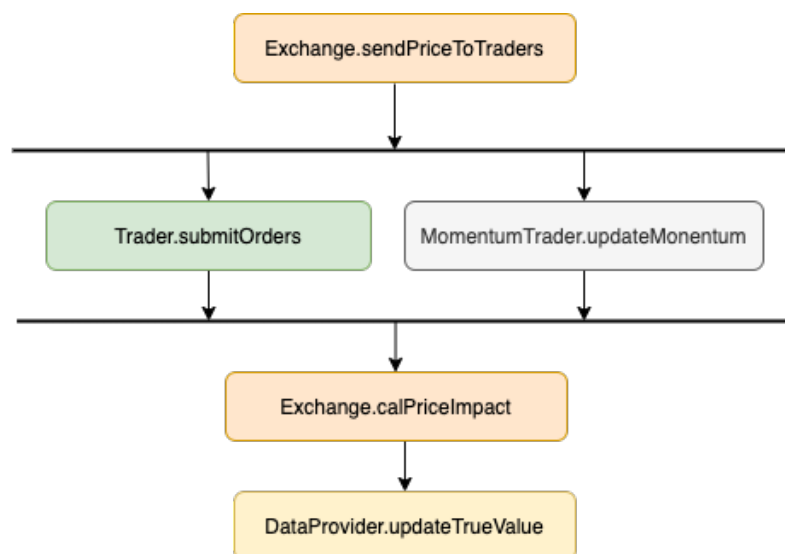 Exchange.sendPriceToTraders
Trader.submitOrders
MomentumTrader.updateMonentum
Exchange.calPriceImpact
DataProvider.updateTrueValue